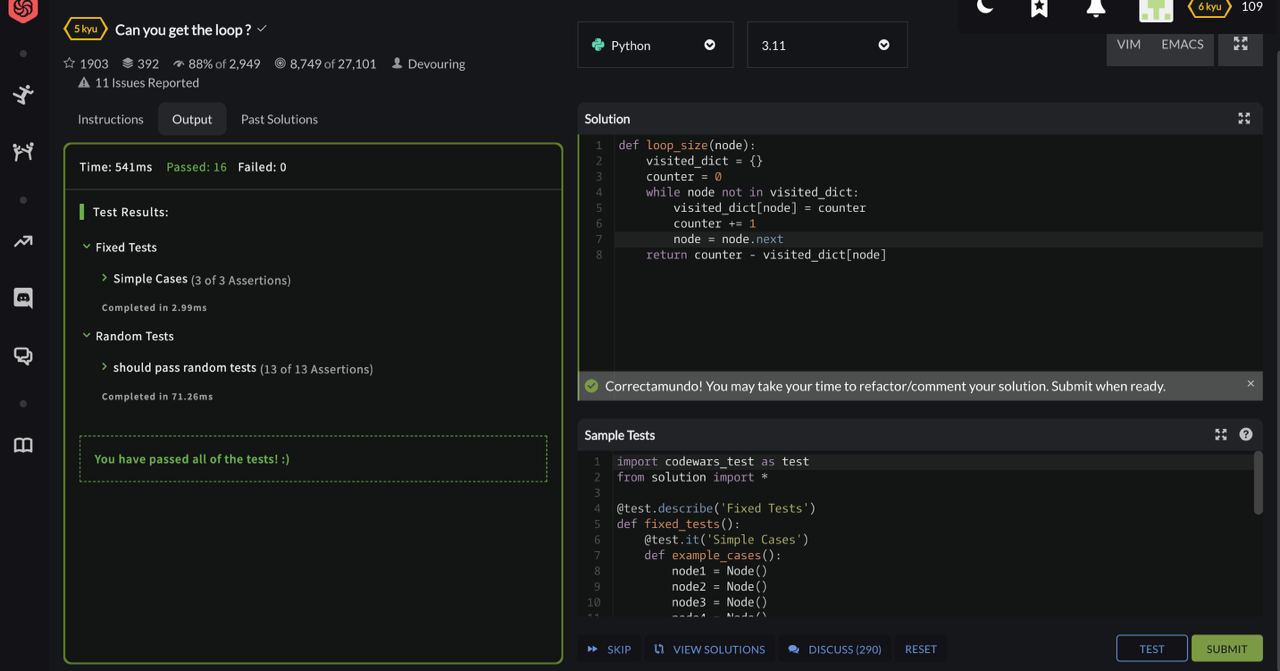 5 kyu
Can you get the loop ?
1903 392 88% of 2,949 8,749 of 27,101 Devouring
11 Issues Reported
6 kyu 109
Python
3.11
VIM EMACS
Instructions Output Past Solutions
Time: 541ms Passed: 16 Failed: 0
Test Results:
Fixed Tests
Simple Cases (3 of 3 Assertions)
Completed in 2.99ms
Random Tests
should pass random tests (13 of 13 Assertions)
Completed in 71.26ms
You have passed all of the tests! :)
Solution
1 def loop_size(node):
2 visited_dict = {}
3 counter = 0
4 while node not in visited_dict:
5 visited_dict[node] = counter
6 counter += 1
7 node = node.next
8 return counter - visited_dict[node]
Correctamundo! You may take your time to refactor/comment your solution. Submit when ready. ×
Sample Tests
1 import codewars_test as test
2 from solution import *
3
4 @test.describe('Fixed Tests')
5 def fixed_tests():
6 @test.it('Simple Cases')
7 def example_cases():
8 node1 = Node()
9 node2 = Node()
10 node3 = Node()
SKIP VIEW SOLUTIONS DISCUSS (290) RESET TEST SUBMIT